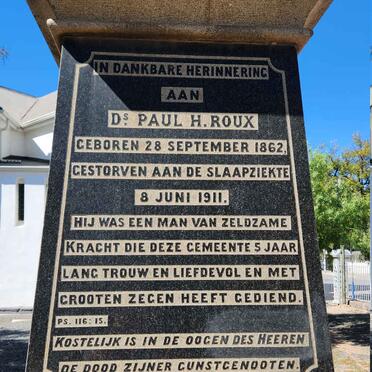 IN DANKBARE HERINNERING
AAN
Ds PAUL H. ROUX
GEBOREN 28 SEPTEMBER 1862,
GESTORVEN AAN DE SLAAPZIEKTE
8 JUNI 1911.
HIJ WAS EEN MAN VAN ZELDZAME
KRACHT DIE DEZE GEMEENTE 5 JAAR
LANG TROUW EN LIEFDEVOL EN MET
GROOTEN ZEGEN HEEFT GEDIEND.
PS. 116:15.
KOSTELIJK IS IN DE OOGEN DES HEEREN
DE DOOD ZIJNER GUNSTGENOOTEN.